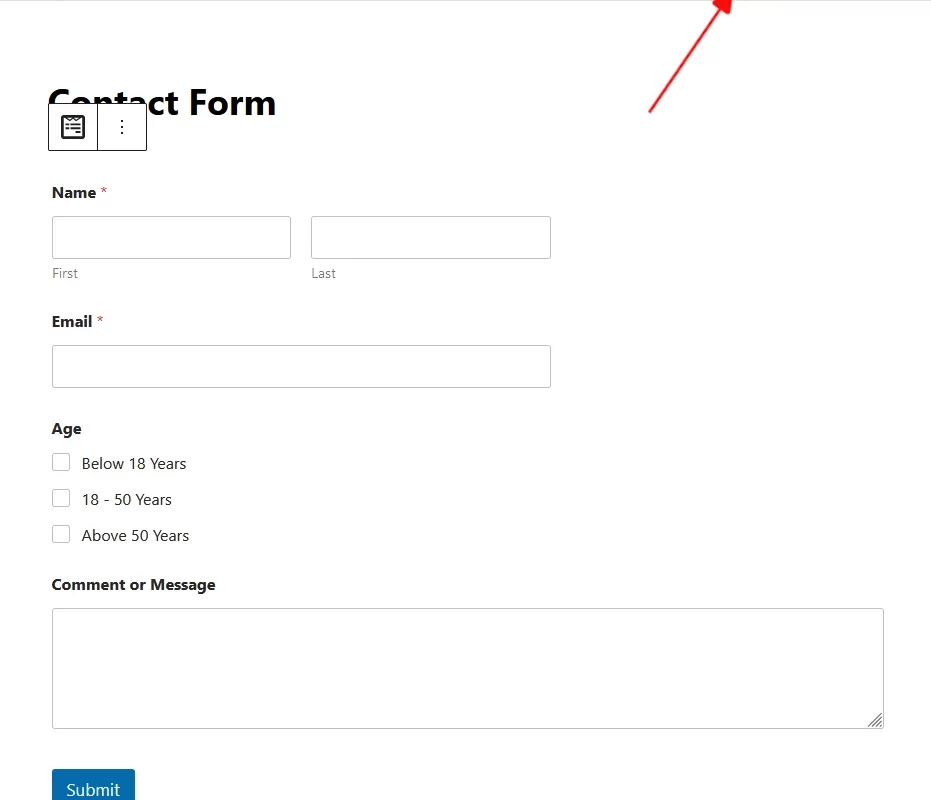 Contact Form
Name *
First Last
Email *
Age
Below 18 Years
18 - 50 Years
Above 50 Years
Comment or Message
Submit